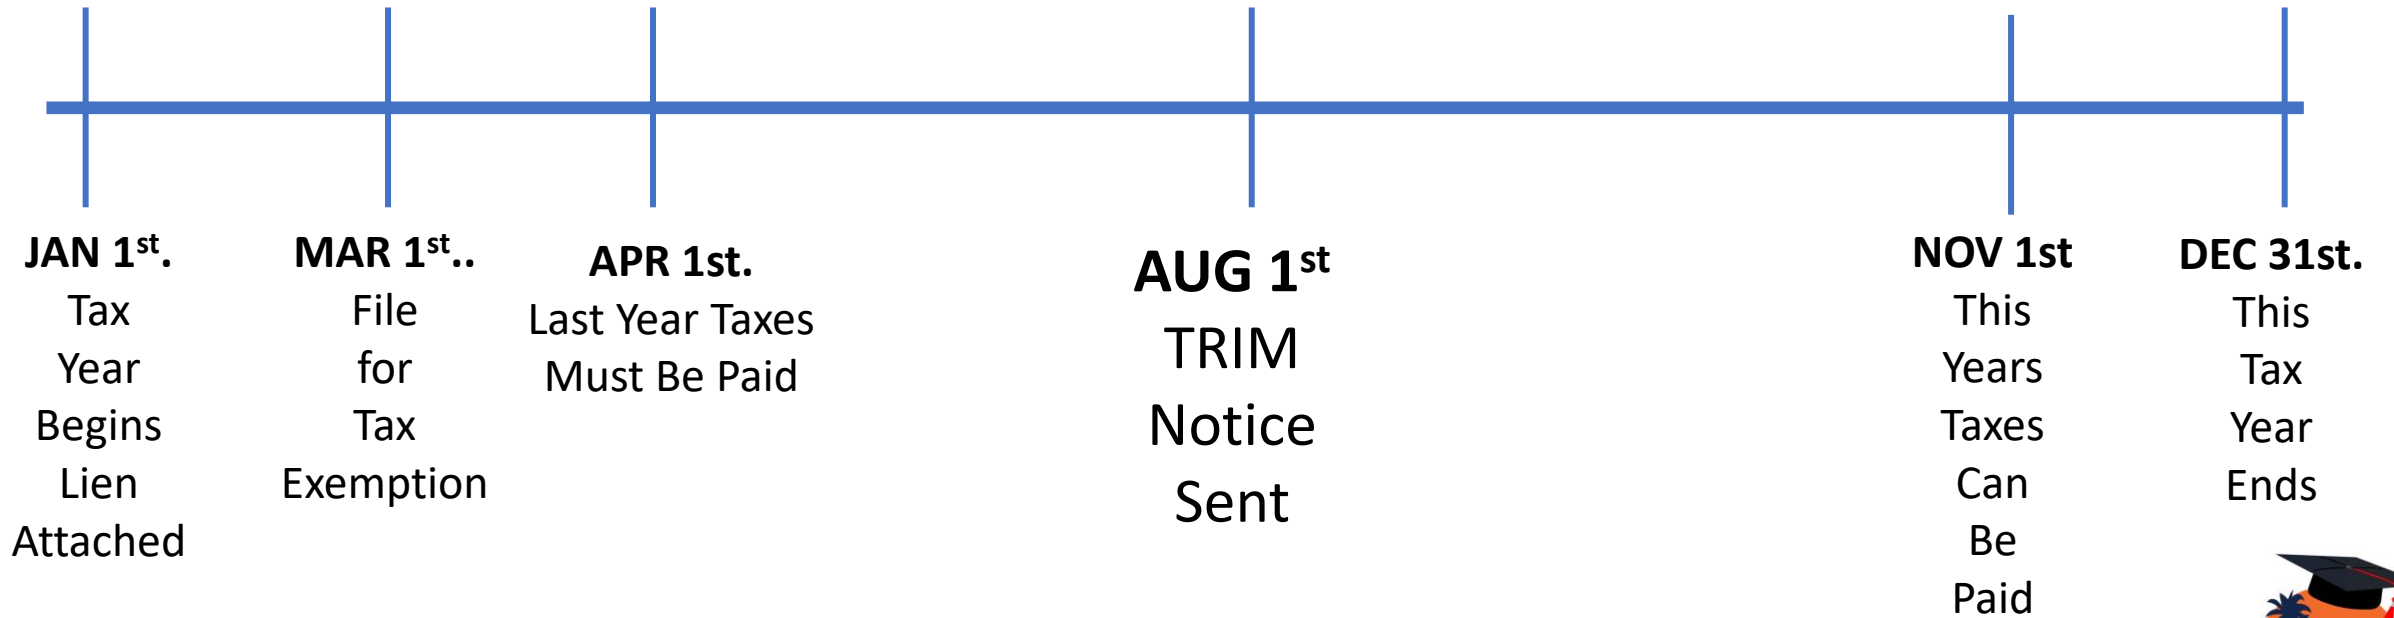 JAN 1st.
Tax
Year
Begins
Lien
Attached
MAR 1st..
File
for
Tax
Exemption
APR 1st.
Last Year Taxes
Must Be Paid
AUG 1st
TRIM
Notice
Sent
NOV 1st
This
Years
Taxes
Can
Be
Paid
DEC 31st.
This
Tax
Year
Ends